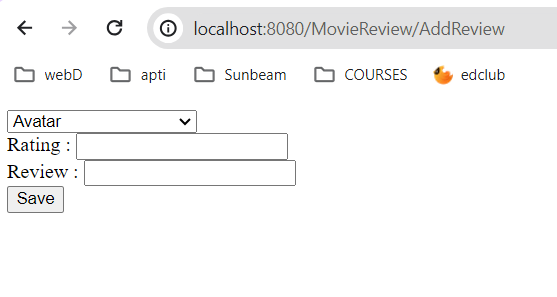 localhost:8080/MovieReview/AddReview
webD apti Sunbeam COURSES edclub
Avatar
Rating :
Review :
Save